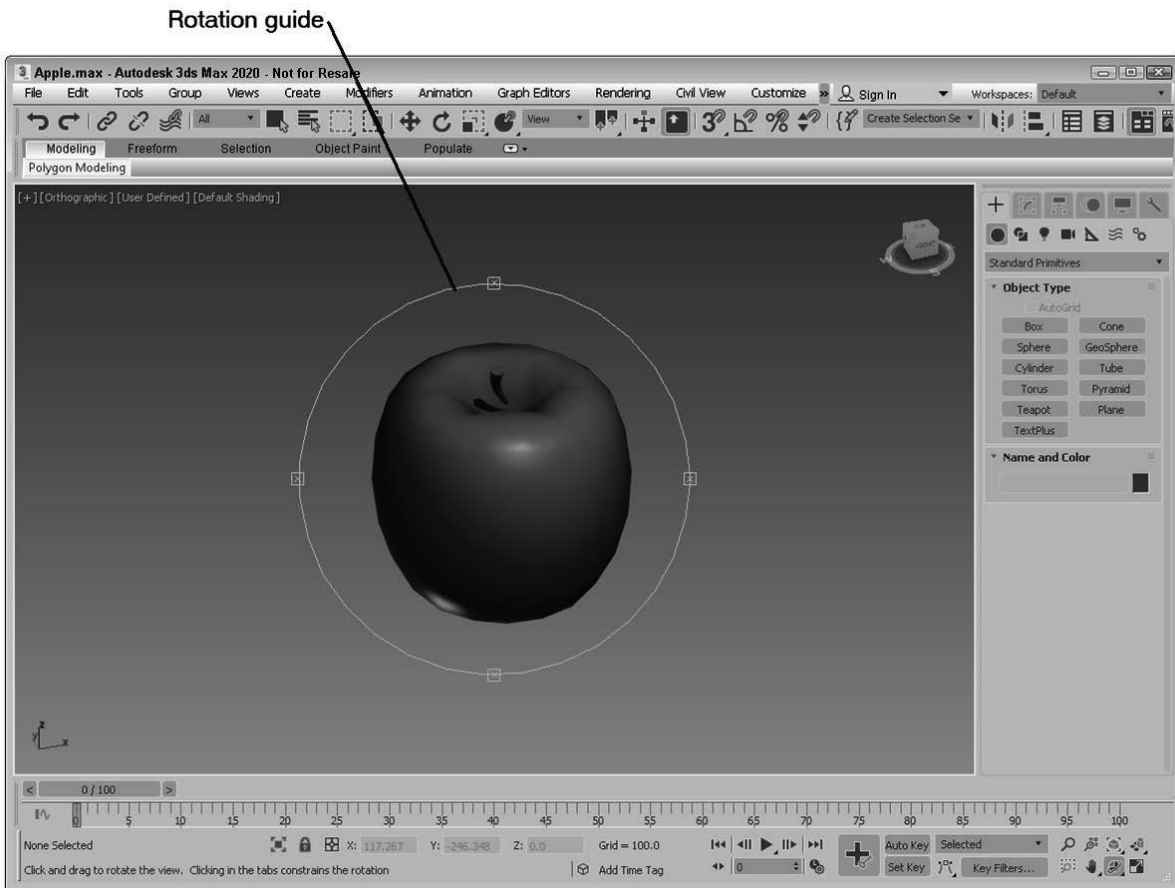 Rotation guide
3 Apple.max - Autodesk 3ds Max 2020 - Not for Resale
File Edit Tools Group Views Create Modifiers Animation Graph Editors Rendering Civil View Customize » Sign In Workspaces: Default
All View Create Selection Se
Modeling Freeform Selection Object Paint Populate
Polygon Modeling
[+] [Orthographic] [User Defined] [Default Shading]
Standard Primitives
Object Type
AutoGrid
Box Cone
Sphere GeoSphere
Cylinder Tube
Torus Pyramid
Teapot Plane
TextPlus
Name and Color
z
y x
< 0 / 100 >
0 5 10 15 20 25 30 35 40 45 50 55 60 65 70 75 80 85 90 95 100
None Selected X: 117.267 Y: -246.348 Z: 0.0 Grid = 100.0 Auto Key Selected
Click and drag to rotate the view. Clicking in the tabs constrains the rotation Add Time Tag 0 Set Key Key Filters...